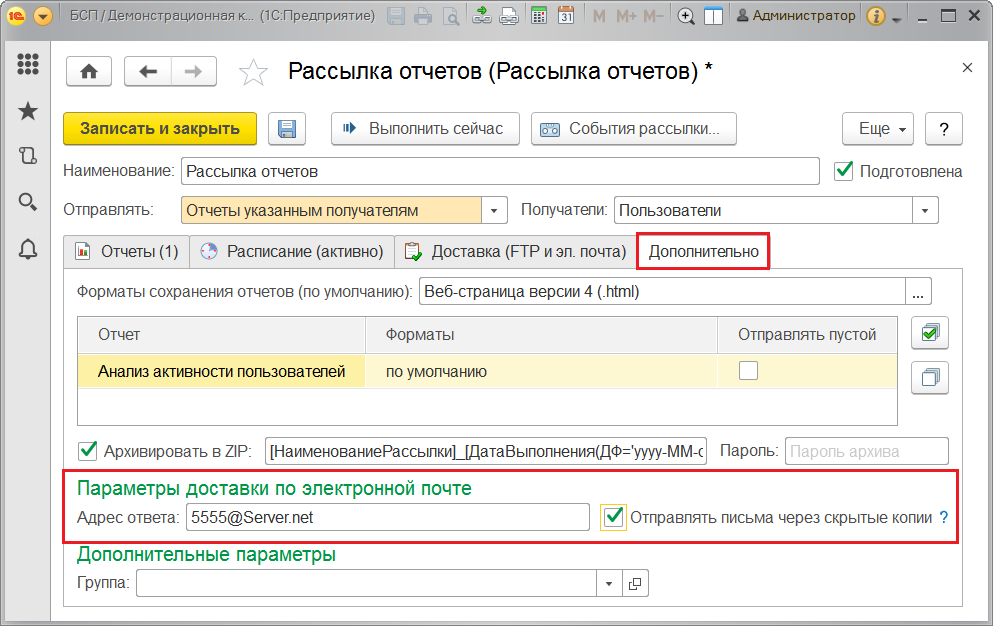 БСП / Демонстрационная к... (1С:Предприятие) M M+ M- Администратор
Рассылка отчетов (Рассылка отчетов) *
Записать и закрыть Выполнить сейчас События рассылки... Еще ?
Наименование: Рассылка отчетов Подготовлена
Отправлять: Отчеты указанным получателям Получатели: Пользователи
Отчеты (1) Расписание (активно) Доставка (FTP и эл. почта) Дополнительно
Форматы сохранения отчетов (по умолчанию): Веб-страница версии 4 (.html) ...
Отчет Форматы Отправлять пустой
Анализ активности пользователей по умолчанию
Архивировать в ZIP: [НаименованиеРассылки]_[ДатаВыполнения(ДФ='yyyy-MM- Пароль: Пароль архива
Параметры доставки по электронной почте
Адрес ответа: 5555@Server.net Отправлять письма через скрытые копии ?
Дополнительные параметры
Группа: